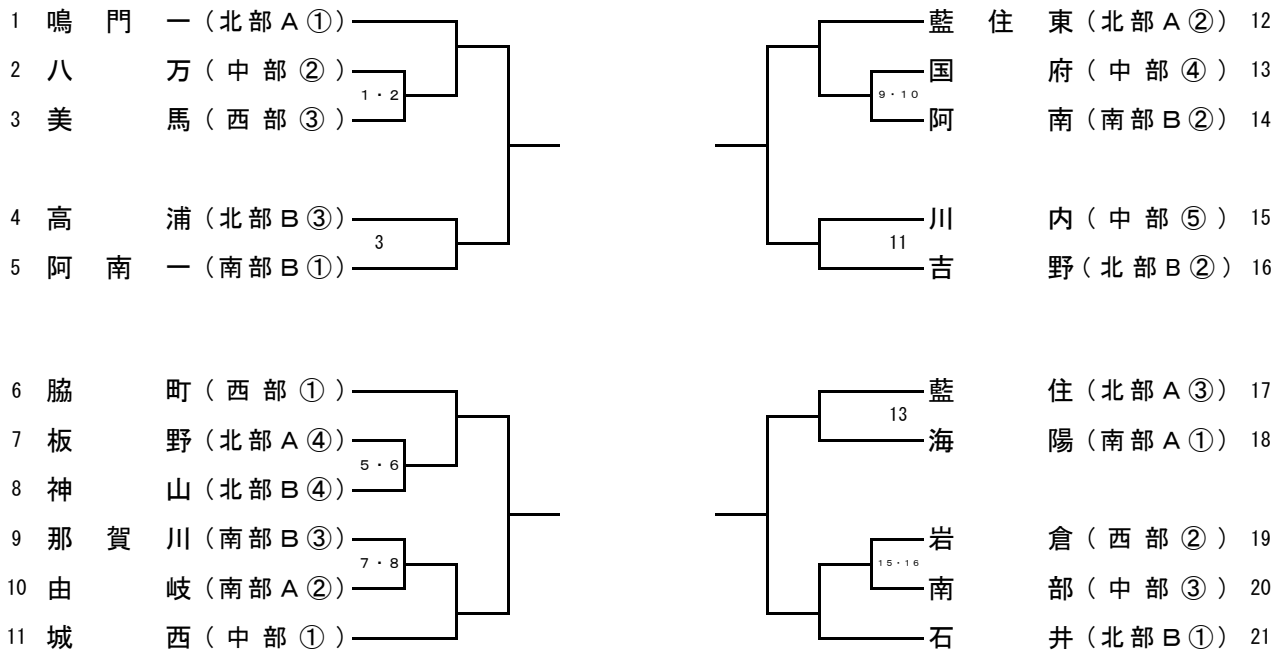 1 鳴門一(北部A①)
2 八万(中部②)
1・2
3 美馬(西部③)
4 高浦(北部B③)
3
5 阿南一(南部B①)
6 脇町(西部①)
7 板野(北部A④)
5・6
8 神山(北部B④)
9 那賀川(南部B③)
7・8
10 由岐(南部A②)
11 城西(中部①)
藍住東(北部A②) 12
国府(中部④) 13
9・10
阿南(南部B②) 14
川内(中部⑤) 15
11
吉野(北部B②) 16
藍住(北部A③) 17
13
海陽(南部A①) 18
岩倉(西部②) 19
15・16
南部(中部③) 20
石井(北部B①) 21